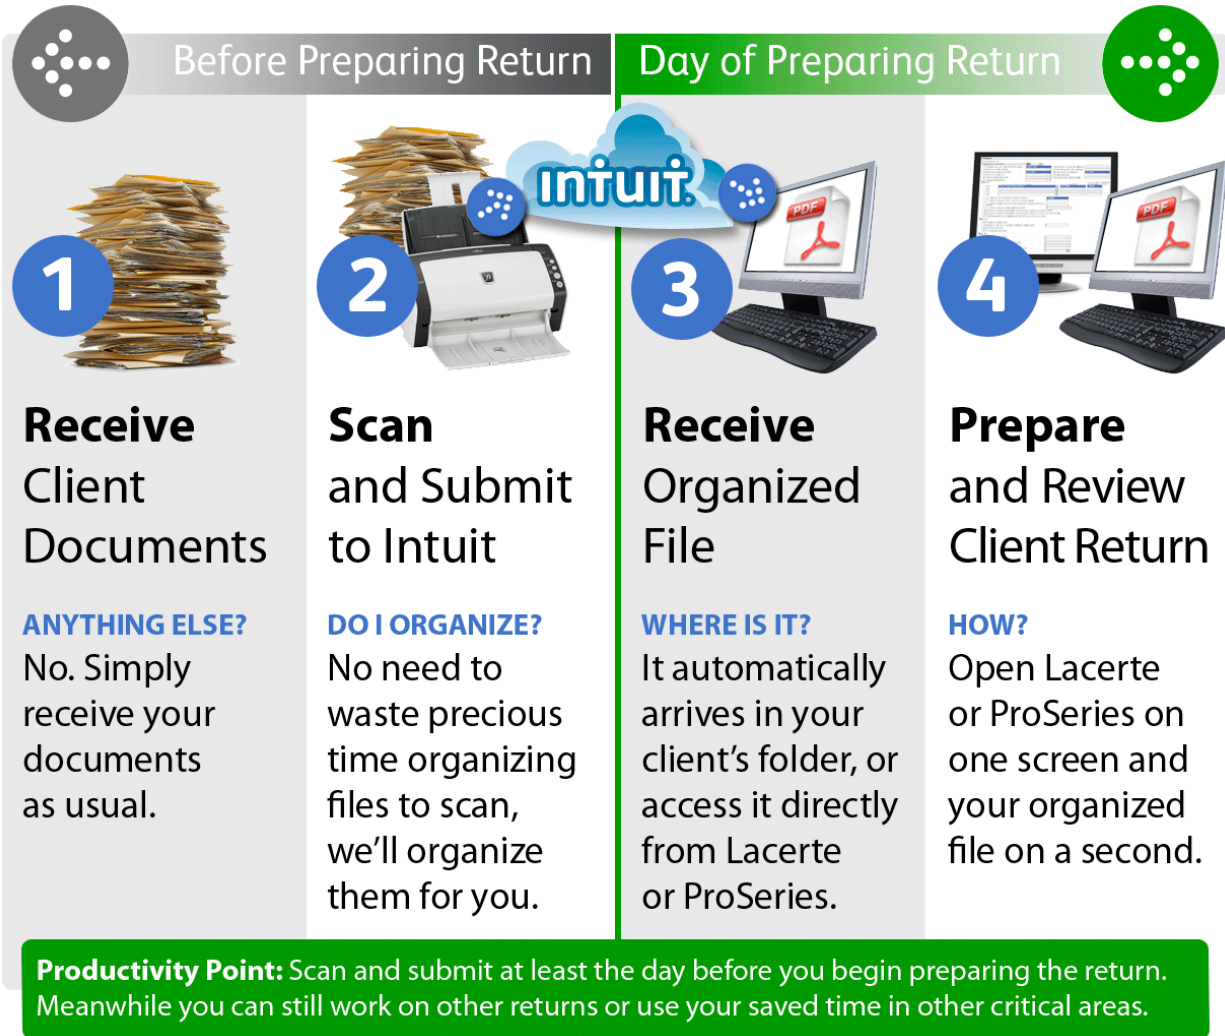 Before Preparing Return
Day of Preparing Return
ıntuıt.
1
Receive
Client
Documents
ANYTHING ELSE?
No. Simply
receive your
documents
as usual.
2
Scan
and Submit
to Intuit
DO I ORGANIZE?
No need to
waste precious
time organizing
files to scan,
we’ll organize
them for you.
3
PDF
Receive
Organized
File
WHERE IS IT?
It automatically
arrives in your
client’s folder, or
access it directly
from Lacerte
or ProSeries.
4
PDF
Prepare
and Review
Client Return
HOW?
Open Lacerte
or ProSeries on
one screen and
your organized
file on a second.
Productivity Point: Scan and submit at least the day before you begin preparing the return.
Meanwhile you can still work on other returns or use your saved time in other critical areas.